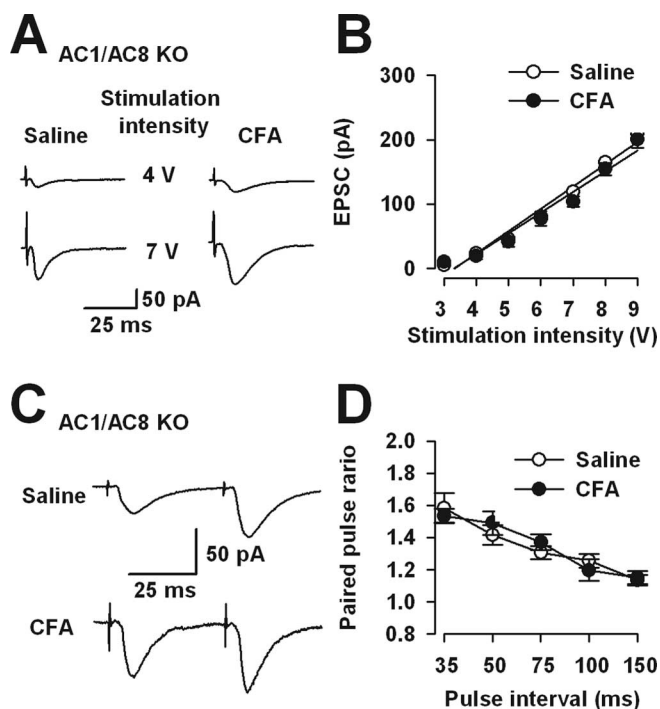 A
AC1/AC8 KO
Stimulation
intensity
Saline
CFA
4 V
7 V
50 pA
25 ms
B
Saline
CFA
EPSC (pA)
300
200
100
0
3 4 5 6 7 8 9
Stimulation intensity (V)
C
AC1/AC8 KO
Saline
50 pA
25 ms
CFA
D
Saline
CFA
Paired pulse rario
2.0
1.8
1.6
1.4
1.2
1.0
0.8
35 50 75 100 150
Pulse interval (ms)